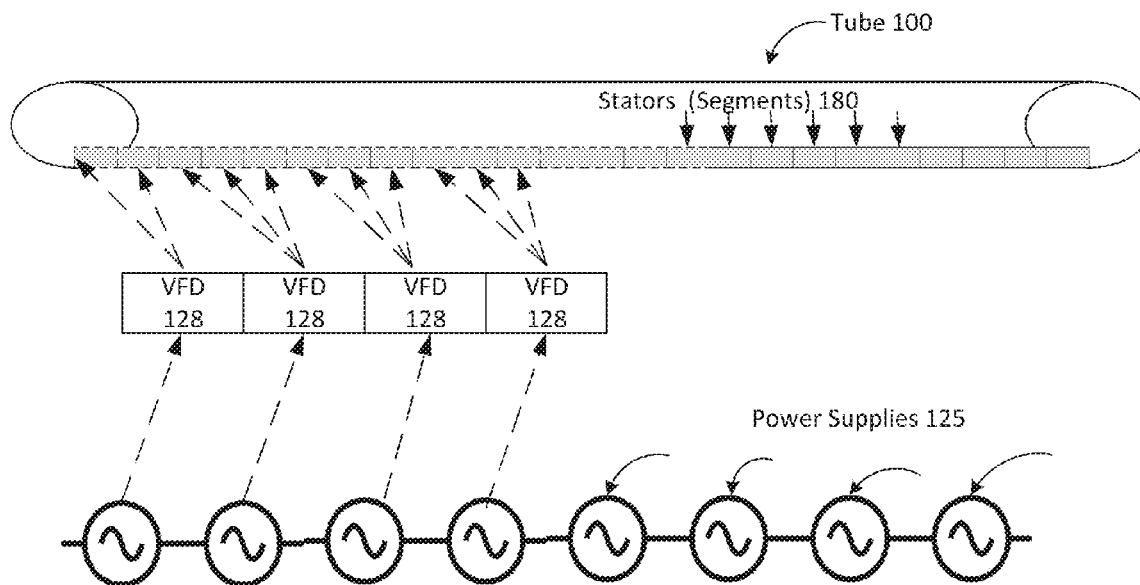 Tube 100
Stators (Segments) 180
VFD VFD VFD VFD
128 128 128 128
Power Supplies 125